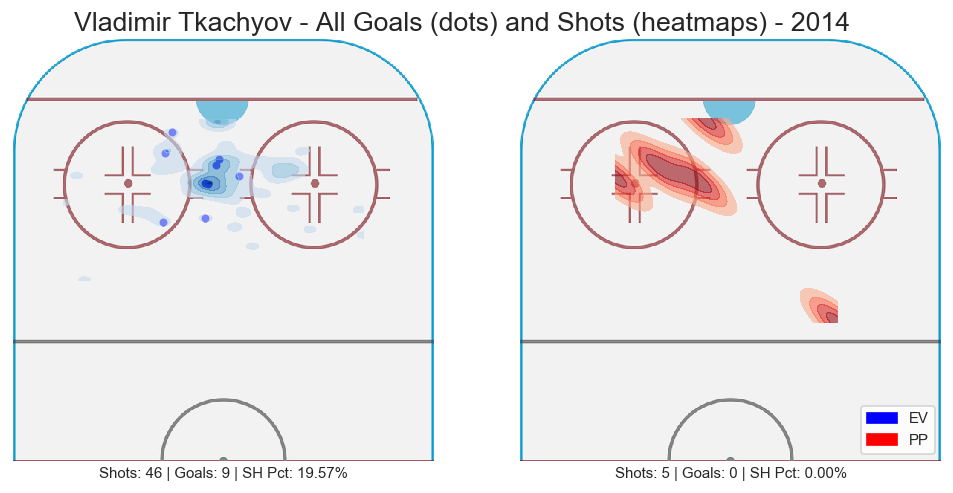 Vladimir Tkachyov - All Goals (dots) and Shots (heatmaps) - 2014
EV
PP
Shots: 46 | Goals: 9 | SH Pct: 19.57%
Shots: 5 | Goals: 0 | SH Pct: 0.00%